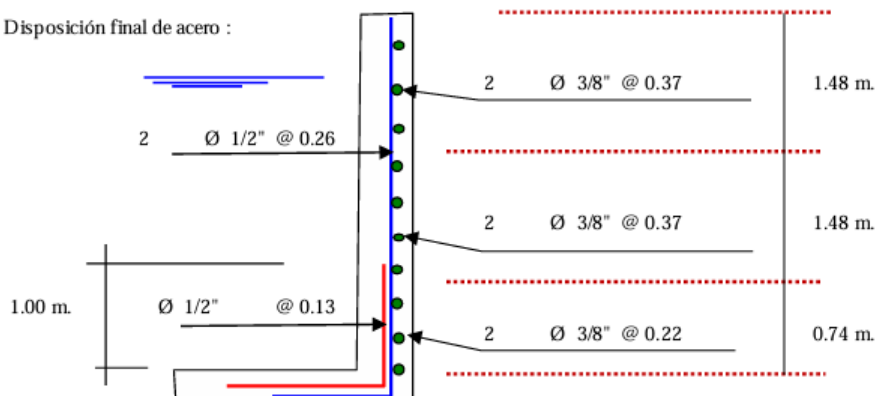 Disposición final de acero :
2 Ø 3/8" @ 0.37 1.48 m.
2 Ø 1/2" @ 0.26
2 Ø 3/8" @ 0.37 1.48 m.
1.00 m. Ø 1/2" @ 0.13
2 Ø 3/8" @ 0.22 0.74 m.